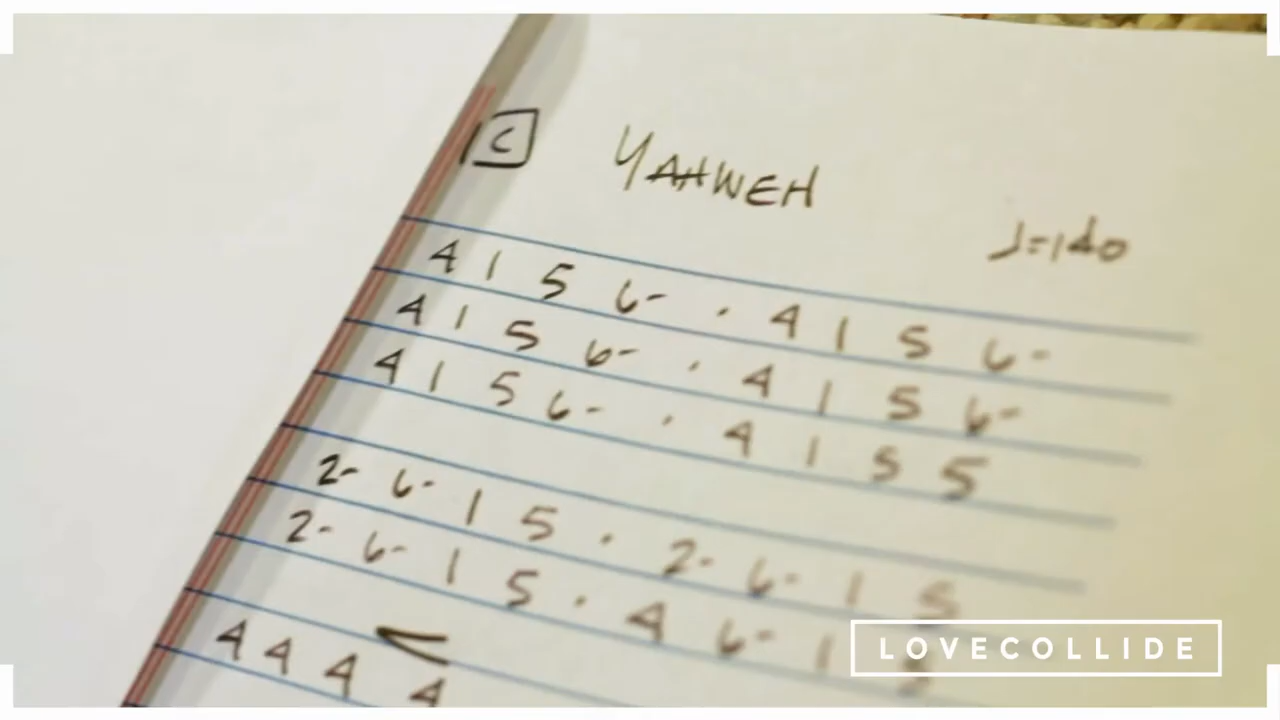 C YAHWEH
♩=140
4 1 5 6- · 4 1 5 6-
4 1 5 6- · 4 1 5 6-
4 1 5 6- · 4 1 5 5
2- 6- 1 5 · 2- 6- 1 5
2- 6- 1 5 · 4 6- 1
4 4 4 4
LOVECOLLIDE